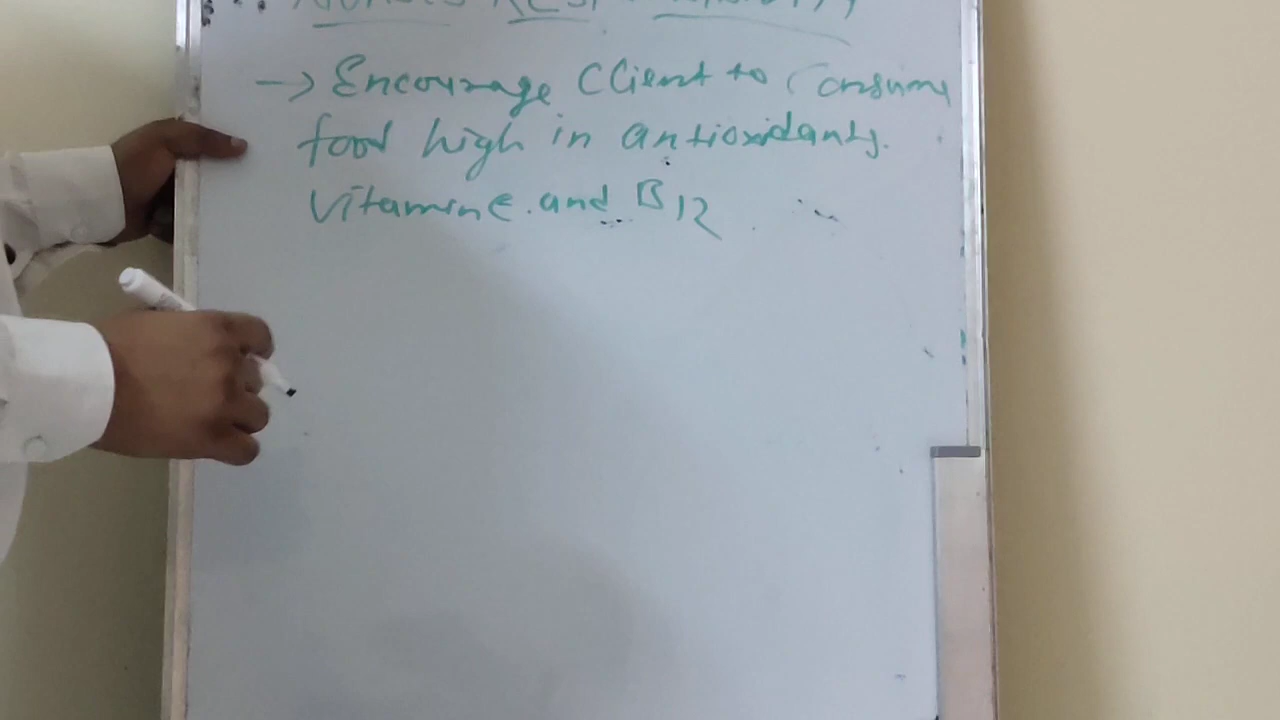 → Encourage Client to Consume
food high in antioxidants.
Vitamin E. and B12